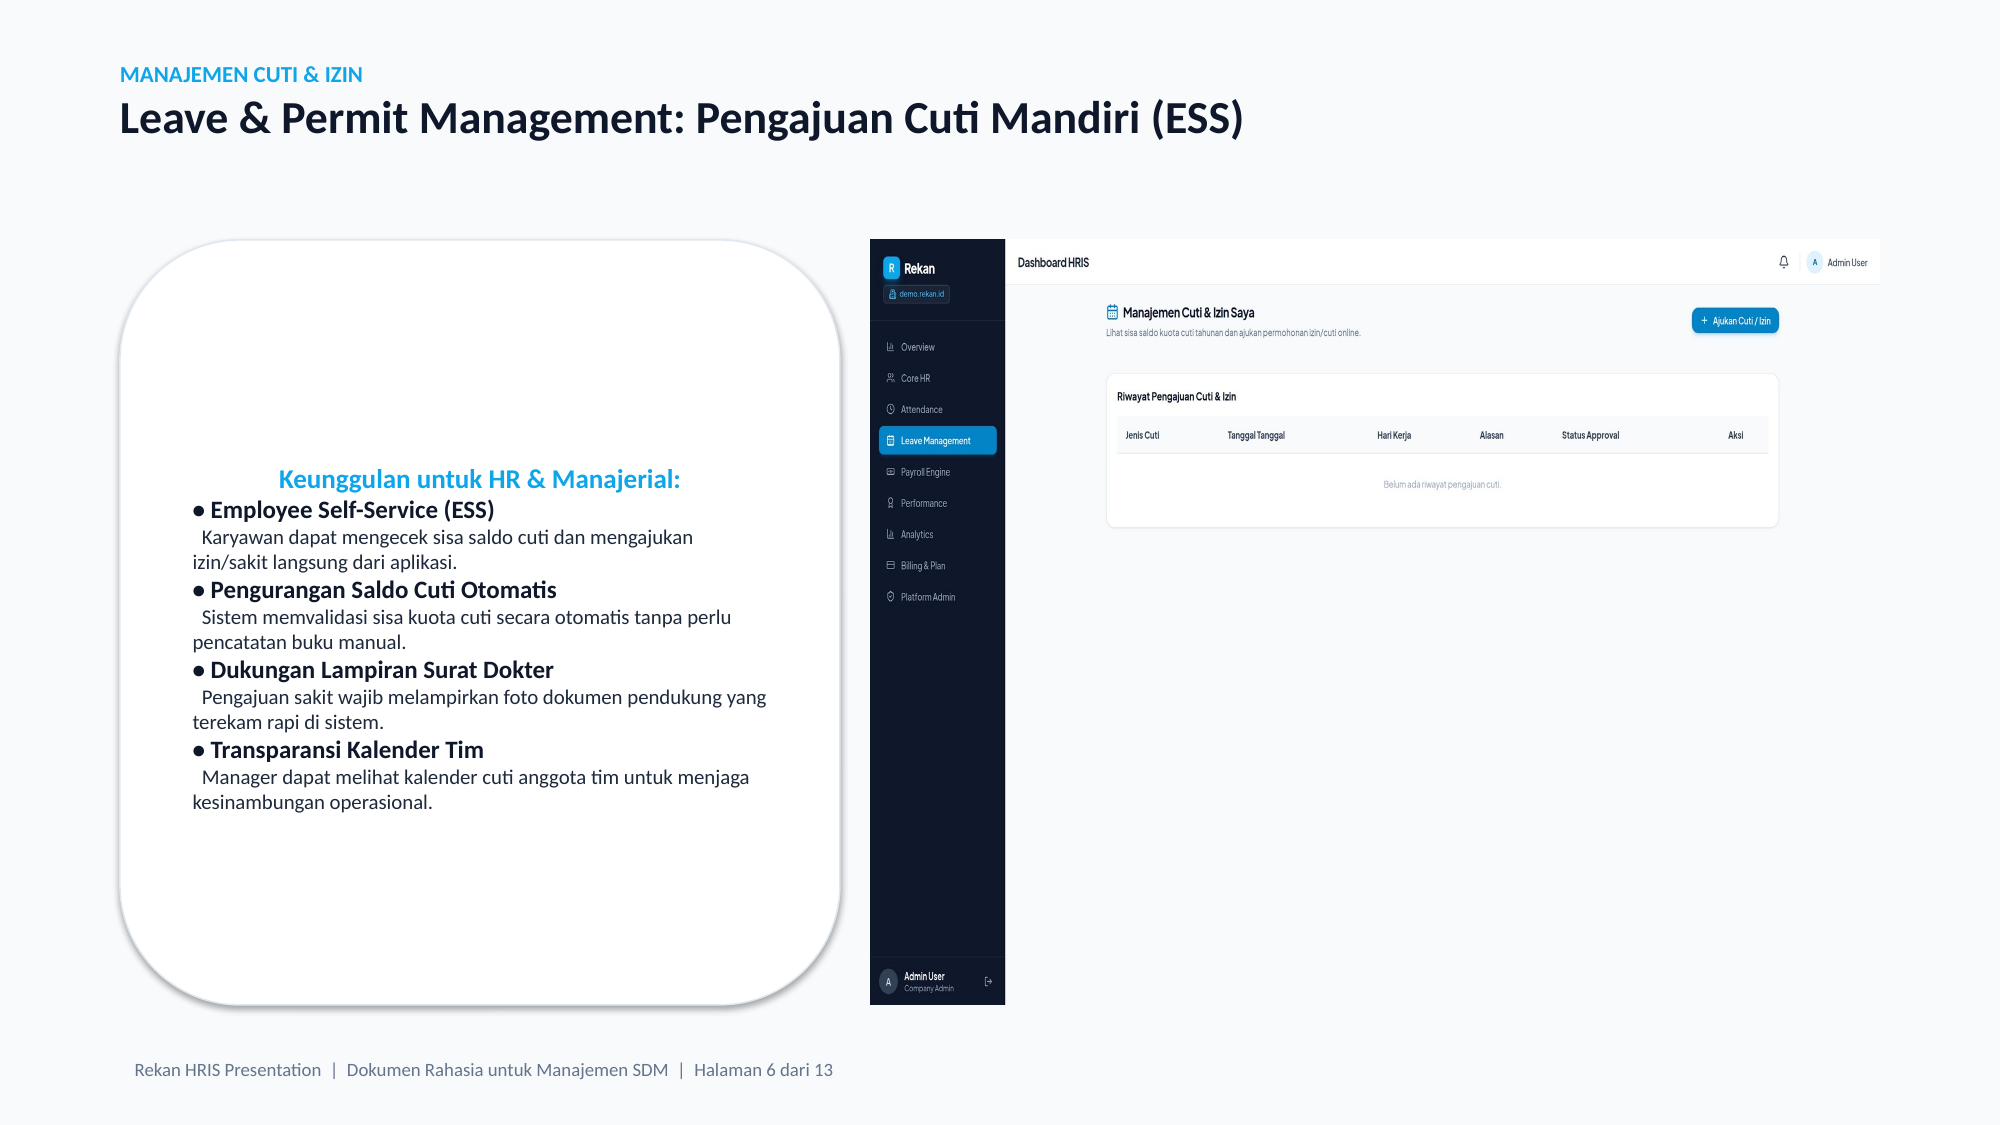 MANAJEMEN CUTI & IZIN
Leave & Permit Management: Pengajuan Cuti Mandiri (ESS)
Keunggulan untuk HR & Manajerial:
● Employee Self-Service (ESS)
Karyawan dapat mengecek sisa saldo cuti dan mengajukan
izin/sakit langsung dari aplikasi.
● Pengurangan Saldo Cuti Otomatis
Sistem memvalidasi sisa kuota cuti secara otomatis tanpa perlu
pencatatan buku manual.
● Dukungan Lampiran Surat Dokter
Pengajuan sakit wajib melampirkan foto dokumen pendukung yang
terekam rapi di sistem.
● Transparansi Kalender Tim
Manager dapat melihat kalender cuti anggota tim untuk menjaga
kesinambungan operasional.
R Rekan
demo.rekan.id
Overview
Core HR
Attendance
Leave Management
Payroll Engine
Performance
Analytics
Billing & Plan
Platform Admin
A Admin User
Company Admin
Dashboard HRIS
A Admin User
Manajemen Cuti & Izin Saya
Lihat sisa saldo kuota cuti tahunan dan ajukan permohonan izin/cuti online.
+ Ajukan Cuti / Izin
Riwayat Pengajuan Cuti & Izin
Jenis Cuti Tanggal Tanggal Hari Kerja Alasan Status Approval Aksi
Belum ada riwayat pengajuan cuti.
Rekan HRIS Presentation | Dokumen Rahasia untuk Manajemen SDM | Halaman 6 dari 13